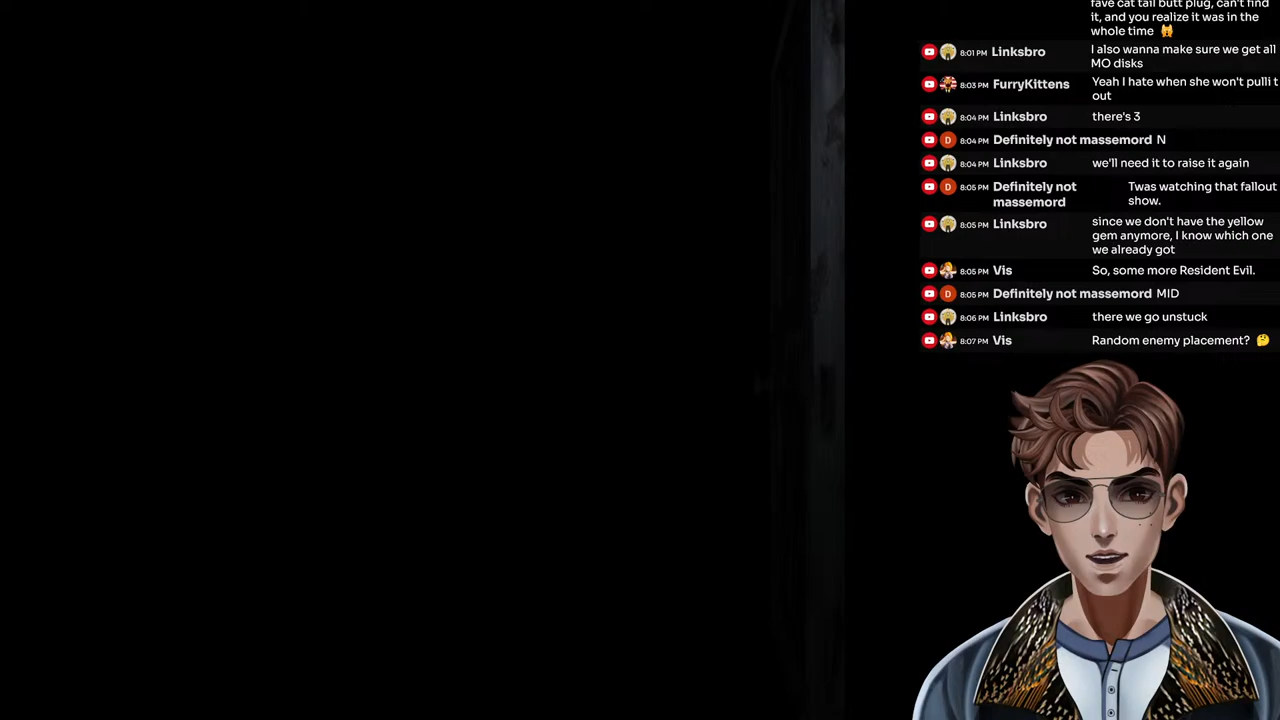 fave cat tail butt plug, can't find
it, and you realize it was in the
whole time
8:01 PM Linksbro I also wanna make sure we get all
MO disks
8:03 PM FurryKittens Yeah I hate when she won't pulli t
out
8:04 PM Linksbro there's 3
D 8:04 PM Definitely not massemord N
8:04 PM Linksbro we'll need it to raise it again
D 8:05 PM Definitely not massemord Twas watching that fallout
show.
8:05 PM Linksbro since we don't have the yellow
gem anymore, I know which one
we already got
8:05 PM Vis So, some more Resident Evil.
D 8:05 PM Definitely not massemord MID
8:06 PM Linksbro there we go unstuck
8:07 PM Vis Random enemy placement?